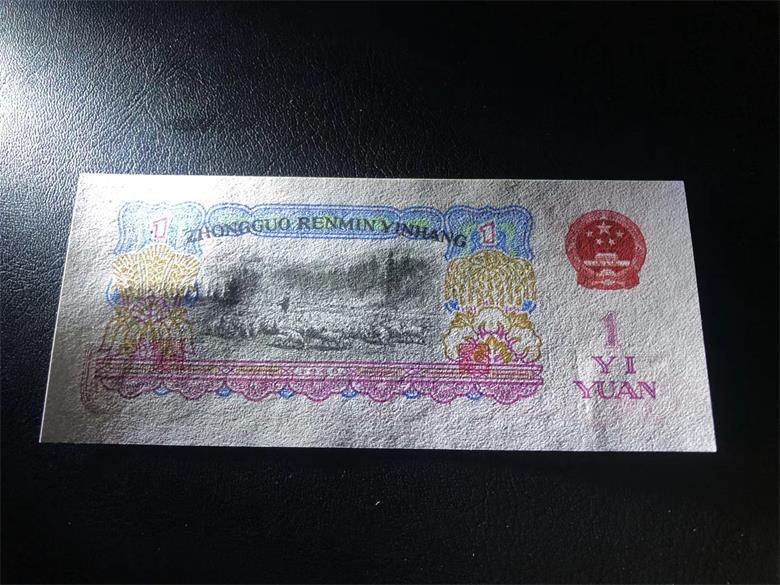 1 ZHONGGUO RENMIN YINHANG 1
1
YI
YUAN